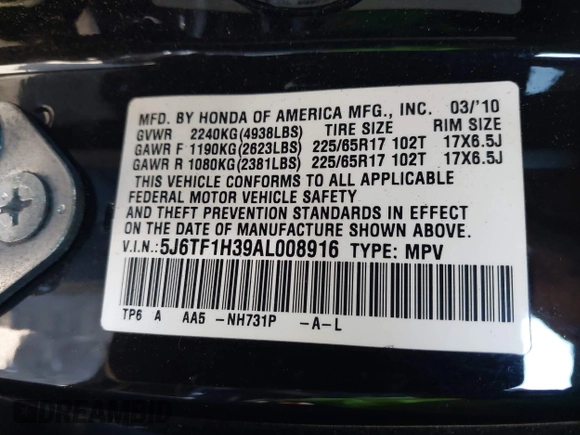 MFD. BY HONDA OF AMERICA MFG., INC. 03/'10
GVWR 2240KG(4938LBS) TIRE SIZE RIM SIZE
GAWR F 1190KG(2623LBS) 225/65R17 102T 17X6.5J
GAWR R 1080KG(2381LBS) 225/65R17 102T 17X6.5J
THIS VEHICLE CONFORMS TO ALL APPLICABLE
FEDERAL MOTOR VEHICLE SAFETY
AND THEFT PREVENTION STANDARDS IN EFFECT
ON THE DATE OF MANUFACTURE SHOWN ABOVE.
V.I.N.: 5J6TF1H39AL008916 TYPE: MPV
TP6 A AA5 -NH731P -A-L
DREAMBID